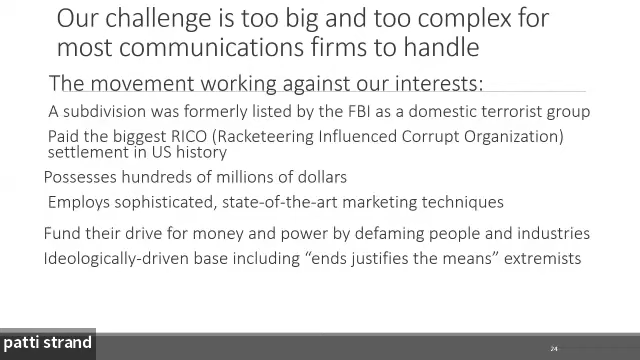 Our challenge is too big and too complex for
most communications firms to handle
The movement working against our interests:
A subdivision was formerly listed by the FBI as a domestic terrorist group
Paid the biggest RICO (Racketeering Influenced Corrupt Organization)
settlement in US history
Possesses hundreds of millions of dollars
Employs sophisticated, state-of-the-art marketing techniques
Fund their drive for money and power by defaming people and industries
Ideologically-driven base including “ends justifies the means” extremists
patti strand
24